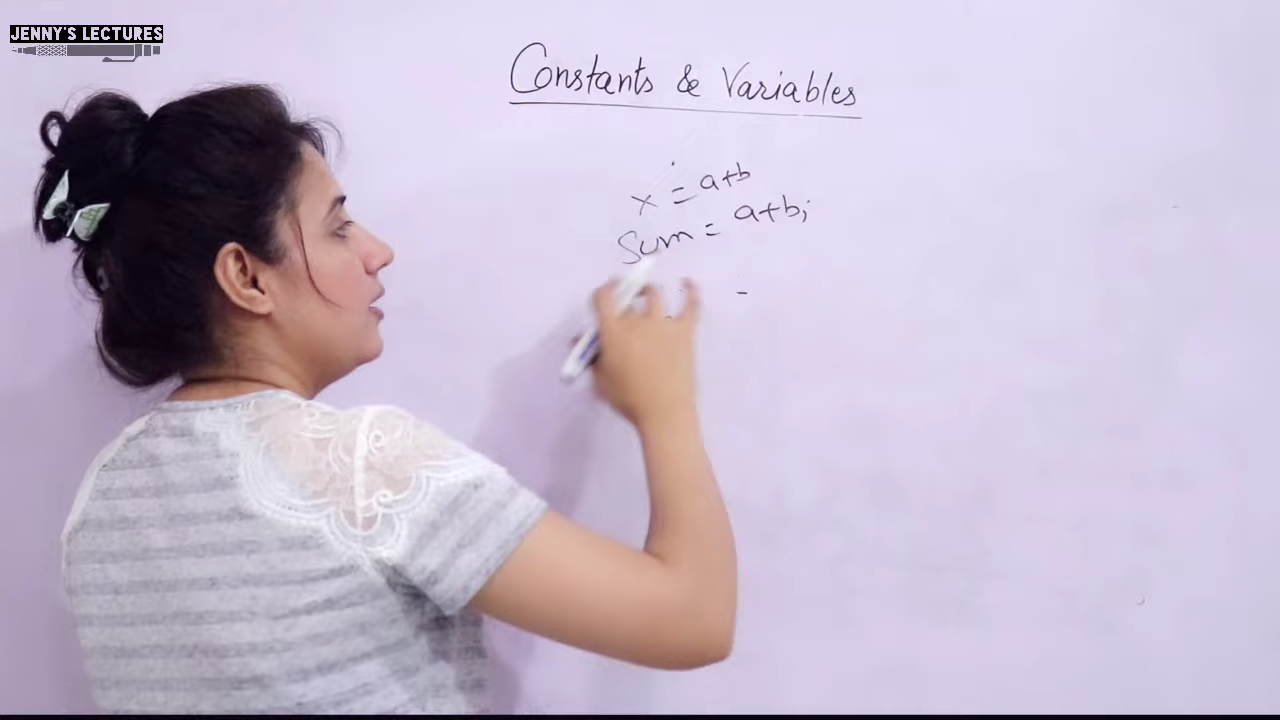 JENNY'S LECTURES
Constants & Variables
x = a+b
Sum = a+b;